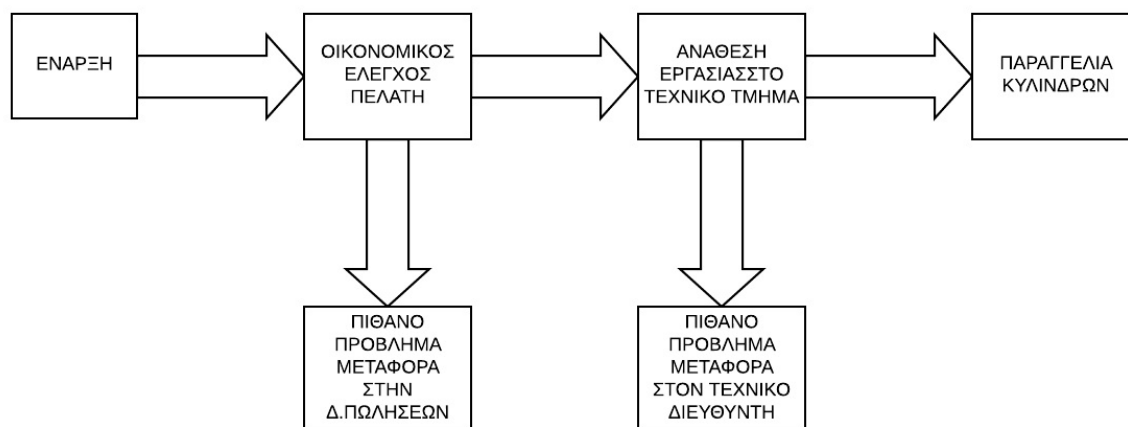 ΕΝΑΡΞΗ
ΟΙΚΟΝΟΜΙΚΟΣ
ΕΛΕΓΧΟΣ
ΠΕΛΑΤΗ
ΑΝΑΘΕΣΗ
ΕΡΓΑΣΙΑΣΣΤΟ
ΤΕΧΝΙΚΟ ΤΜΗΜΑ
ΠΑΡΑΓΓΕΛΙΑ
ΚΥΛΙΝΔΡΩΝ
ΠΙΘΑΝΟ
ΠΡΟΒΛΗΜΑ
ΜΕΤΑΦΟΡΑ
ΣΤΗΝ
Δ.ΠΩΛΗΣΕΩΝ
ΠΙΘΑΝΟ
ΠΡΟΒΛΗΜΑ
ΜΕΤΑΦΟΡΑ
ΣΤΟΝ ΤΕΧΝΙΚΟ
ΔΙΕΥΘΥΝΤΗ